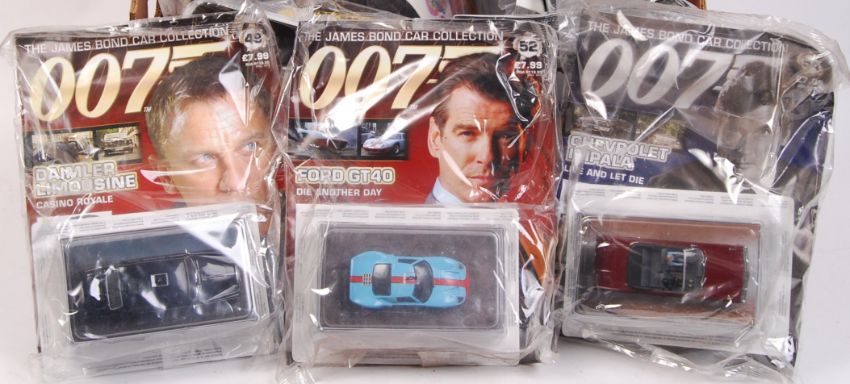 THE JAMES BOND CAR COLLECTION
49
£7.99
007
DAIMLER
LIMOUSINE
CASINO ROYALE
THE JAMES BOND CAR COLLECTION
52
£7.99
007
TM
FORD GT40
DIE ANOTHER DAY
THE JAMES BOND CAR COLLECTION
007
CHEVROLET
IMPALA
LIVE AND LET DIE